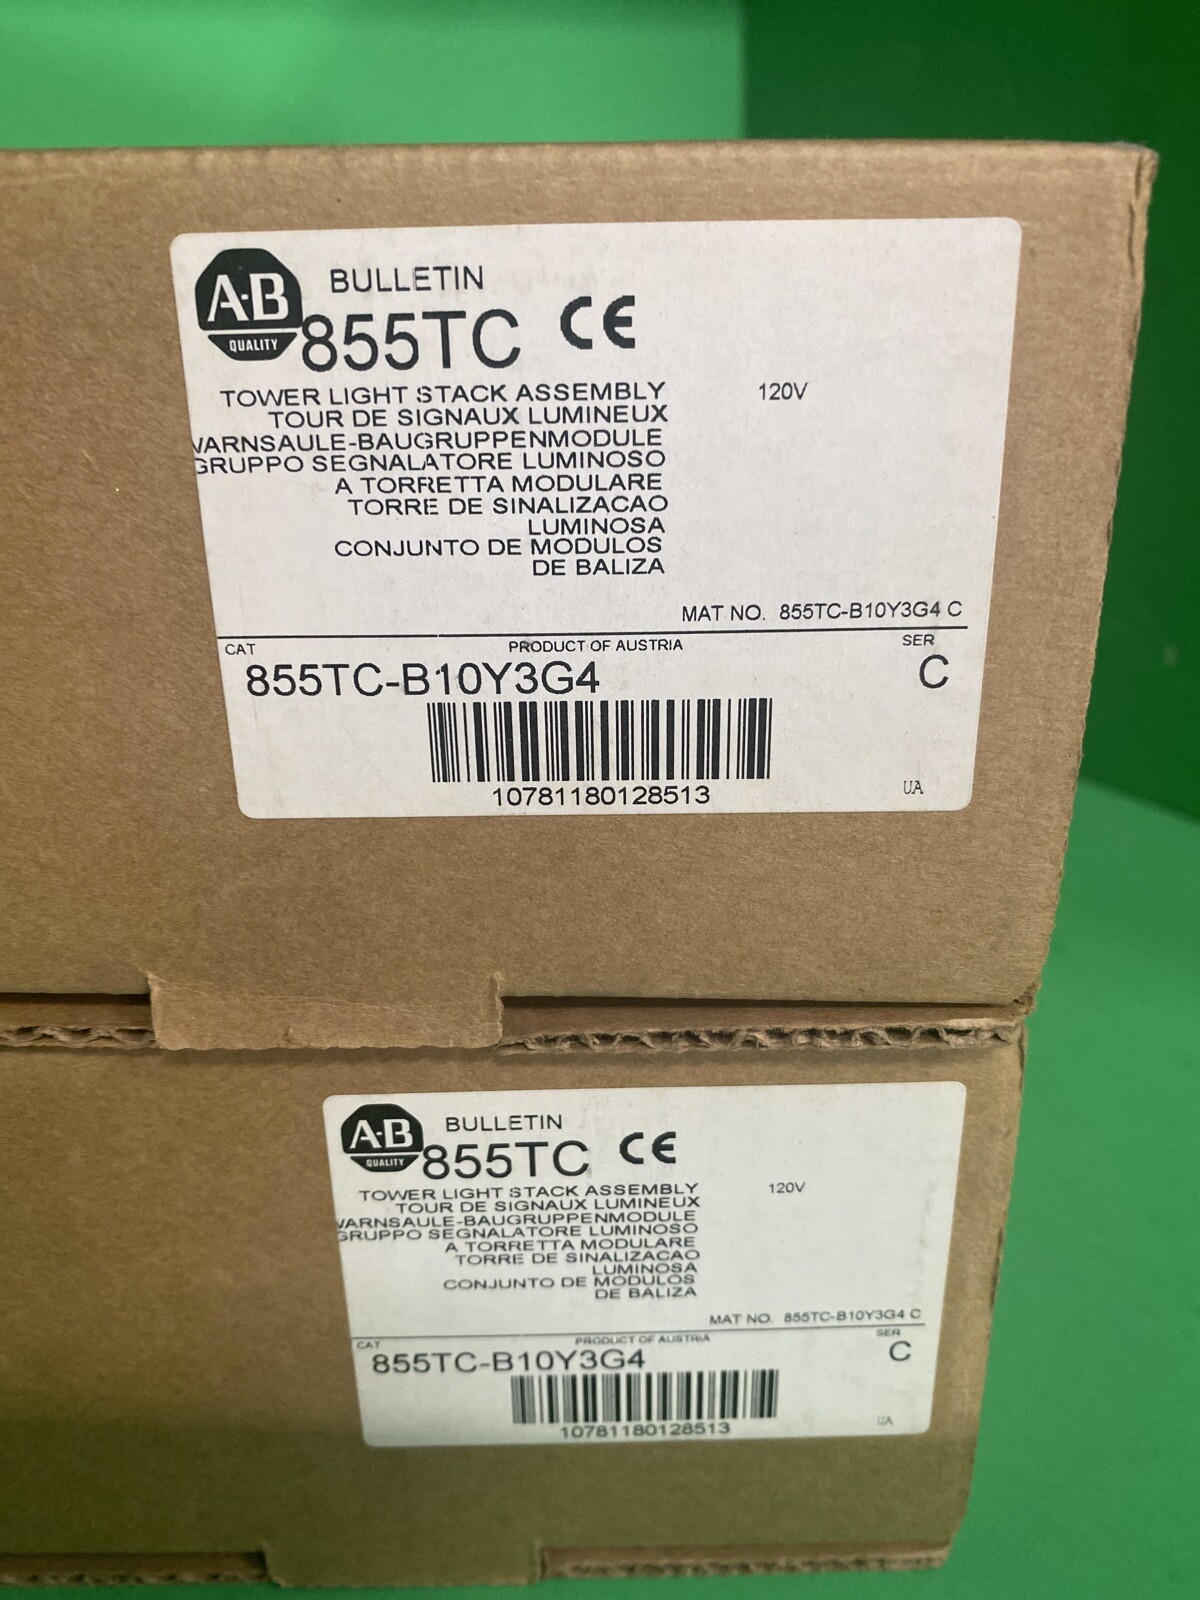 A-B
QUALITY
BULLETIN
855TC CE
TOWER LIGHT STACK ASSEMBLY 120V
TOUR DE SIGNAUX LUMINEUX
VARNSAULE-BAUGRUPPENMODULE
GRUPPO SEGNALATORE LUMINOSO
A TORRETTA MODULARE
TORRE DE SINALIZACAO
LUMINOSA
CONJUNTO DE MODULOS
DE BALIZA
MAT NO. 855TC-B10Y3G4 C
CAT PRODUCT OF AUSTRIA SER
855TC-B10Y3G4 C
10781180128513
UA
A-B
QUALITY
BULLETIN
855TC CE
TOWER LIGHT STACK ASSEMBLY 120V
TOUR DE SIGNAUX LUMINEUX
VARNSAULE-BAUGRUPPENMODULE
GRUPPO SEGNALATORE LUMINOSO
A TORRETTA MODULARE
TORRE DE SINALIZACAO
LUMINOSA
CONJUNTO DE MODULOS
DE BALIZA
MAT NO. 855TC-B10Y3G4 C
CAT PRODUCT OF AUSTRIA SER
855TC-B10Y3G4 C
10781180128513
UA